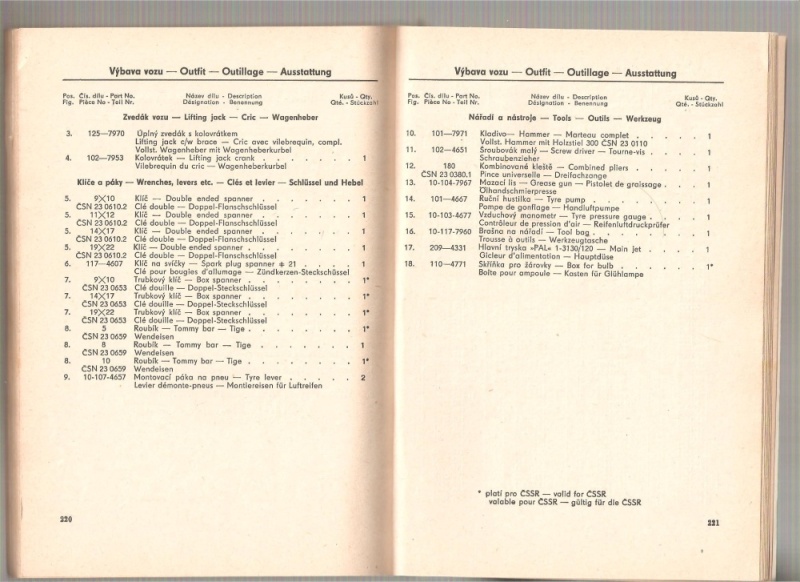 Výbava vozu — Outfit — Outillage — Ausstattung
Pos. Čís. dílu - Part No. Název dílu - Description Kusů - Qty.
Fig. Pièce No - Teil Nr. Désignation - Benennung Qté. - Stückzahl
Zvedák vozu — Lifting jack — Cric — Wagenheber
3. 125—7970 Úplný zvedák s kolovrátkem
Lifting jack c/w brace — Cric avec vilebrequin, compl.
Vollst. Wagenheber mit Wagenheberkurbel
4. 102—7953 Kolovrátek — Lifting jack crank . . . . . . . 1
Vilebrequin du cric — Wagenheberkurbel
Klíče a páky — Wrenches, levers etc. — Clés et levier — Schlüssel und Hebel
5. 9×10 Klíč — Double ended spanner . . . . . . . 1
ČSN 23 0610.2 Clé double — Doppel-Flanschschlüssel
5. 11×12 Klíč — Double ended spanner . . . . . . . 1
ČSN 23 0610.2 Clé double — Doppel-Flanschschlüssel
5. 14×17 Klíč — Double ended spanner . . . . . . . 1
ČSN 23 0610.2 Clé double — Doppel-Flanschschlüssel
5. 19×22 Klíč — Double ended spanner . . . . . . . 1
ČSN 23 0610.2 Clé double — Doppel-Flanschschlüssel
6. 117—4607 Klíč na svíčky — Spark plug spanner ≑ 21 . . . . 1
Clé pour bougies d'allumage — Zündkerzen-Steckschlüssel
7. 9×10 Trubkový klíč — Box spanner . . . . . . . 1*
ČSN 23 0653 Clé douille — Doppel-Steckschlüssel
7. 14×17 Trubkový klíč — Box spanner . . . . . . . 1*
ČSN 23 0653 Clé douille — Doppel-Steckschlüssel
7. 19×22 Trubkový klíč — Box spanner . . . . . . . 1*
ČSN 23 0653 Clé douille — Doppel-Steckschlüssel
8. 5 Roubík — Tommy bar — Tige . . . . . . . 1*
ČSN 23 0659 Wendeisen
8. 8 Roubík — Tommy bar — Tige . . . . . . . 1
ČSN 23 0659 Wendeisen
8. 10 Roubík — Tommy bar — Tige . . . . . . . 1*
ČSN 23 0659 Wendeisen
9. 10-107-4657 Montovací páka na pneu — Tyre lever . . . . . 2
Levier démonte-pneus — Montiereisen für Luftreifen
220
Výbava vozu — Outfit — Outillage — Ausstattung
Pos. Čís. dílu - Part No. Název dílu - Description Kusů - Qty.
Fig. Pièce No - Teil Nr. Désignation - Benennung Qté. - Stückzahl
Nářadí a nástroje — Tools — Outils — Werkzeug
10. 101—7971 Kladivo— Hammer — Marteau complet . . . . . 1
Vollst. Hammer mit Holzstiel 300 ČSN 23 0110
11. 102—4651 Šroubovák malý — Screw driver — Tourne-vis . . . . 1
Schraubenzieher
12. 180 Kombinované kleště — Combined pliers . . . . . 1
ČSN 23 0380.1 Pince universelle — Dreifachzange
13. 10-104-7967 Mazací lis — Grease gun — Pistolet de graissage . . . 1
Ölhandschmierpresse
14. 101—4667 Ruční hustilka — Tyre pump . . . . . . 1
Pompe de gonflage — Handluftpumpe
15. 10-103-4677 Vzduchový monometr — Tyre pressure gauge . . . . 1
Contrôleur de pression d'air — Reifenluftdruckprüfer
16. 10-117-7960 Brašna na nářadí — Tool bag . . . . . . 1
Trousse à outils — Werkzeugtasche
17. 209—4331 Hlavní tryska »PAL« 1-3130/120 — Main jet . . . . 1
Gicleur d'alimentation — Hauptdüse
18. 110—4771 Skříňka pro žárovky — Box for bulb . . . . . 1*
Boîte pour ampoule — Kasten für Glühlampe
* platí pro ČSSR — valid for ČSSR
valable pour ČSSR — gültig für die ČSSR
221